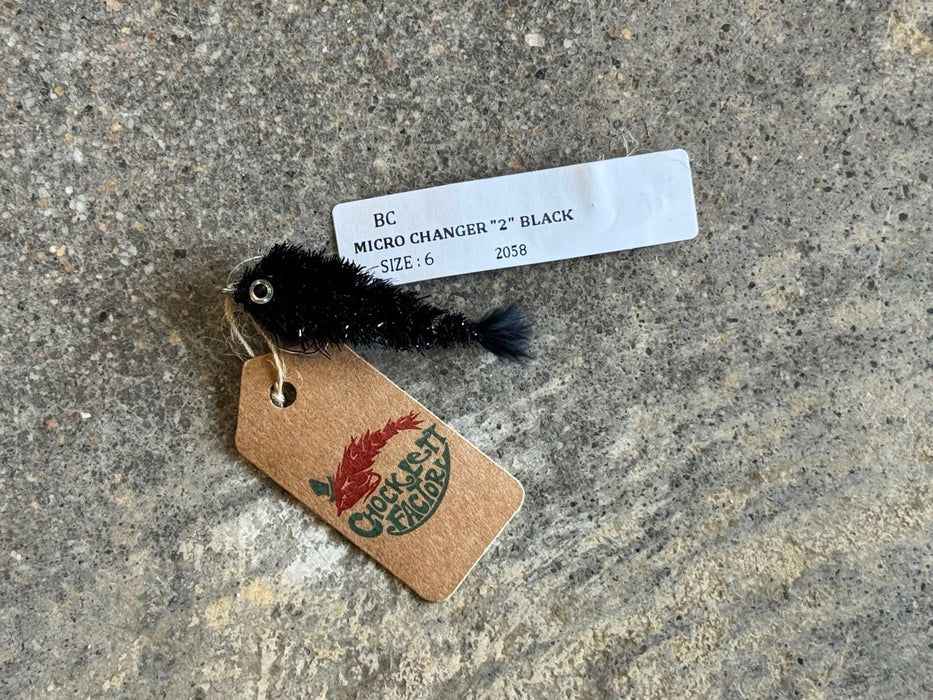 BC
MICRO CHANGER "2" BLACK
SIZE : 6 2058
CHOCKLETT
FACTORY